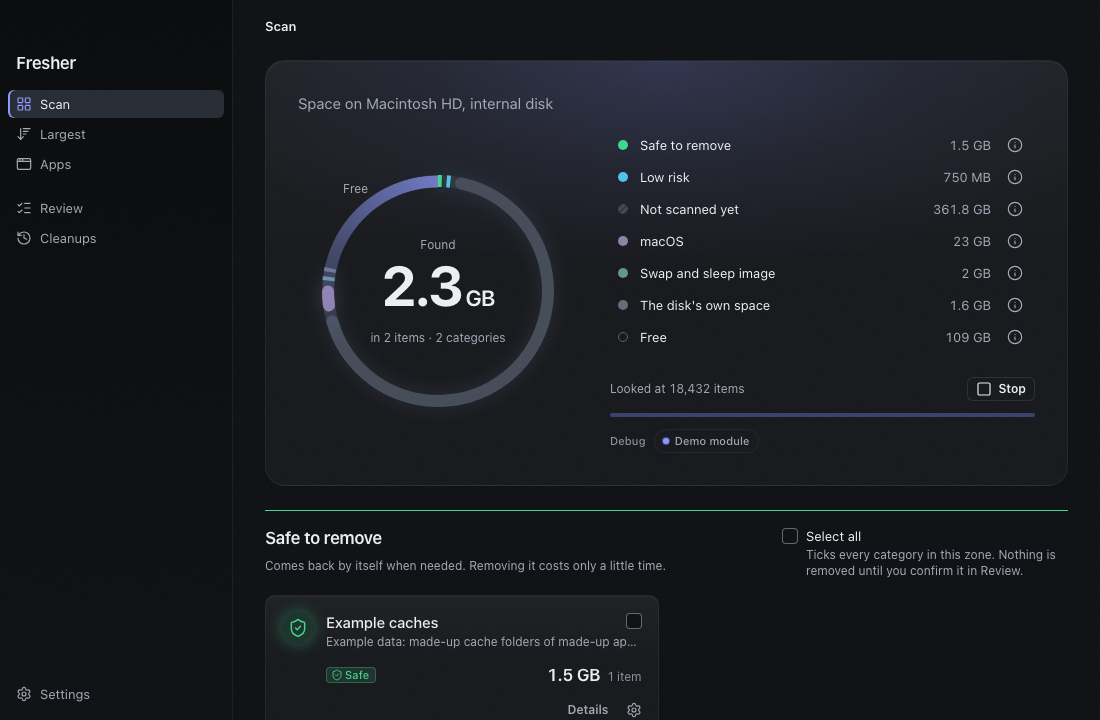 Scan
Fresher
Scan
Largest
Apps
Review
Cleanups
Settings
Space on Macintosh HD, internal disk
Free
Found
2.3 GB
in 2 items · 2 categories
Safe to remove 1.5 GB
Low risk 750 MB
Not scanned yet 361.8 GB
macOS 23 GB
Swap and sleep image 2 GB
The disk's own space 1.6 GB
Free 109 GB
Looked at 18,432 items
Stop
Debug Demo module
Safe to remove
Comes back by itself when needed. Removing it costs only a little time.
Select all
Ticks every category in this zone. Nothing is
removed until you confirm it in Review.
Example caches
Example data: made-up cache folders of made-up ap...
Safe 1.5 GB 1 item
Details